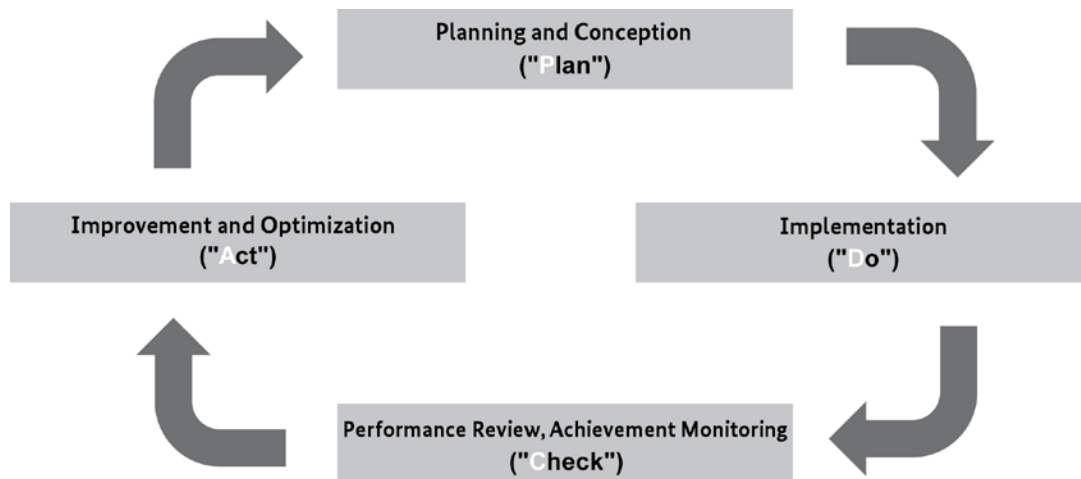 Planning and Conception
("Plan")
Improvement and Optimization
("Act")
Implementation
("Do")
Performance Review, Achievement Monitoring
("Check")